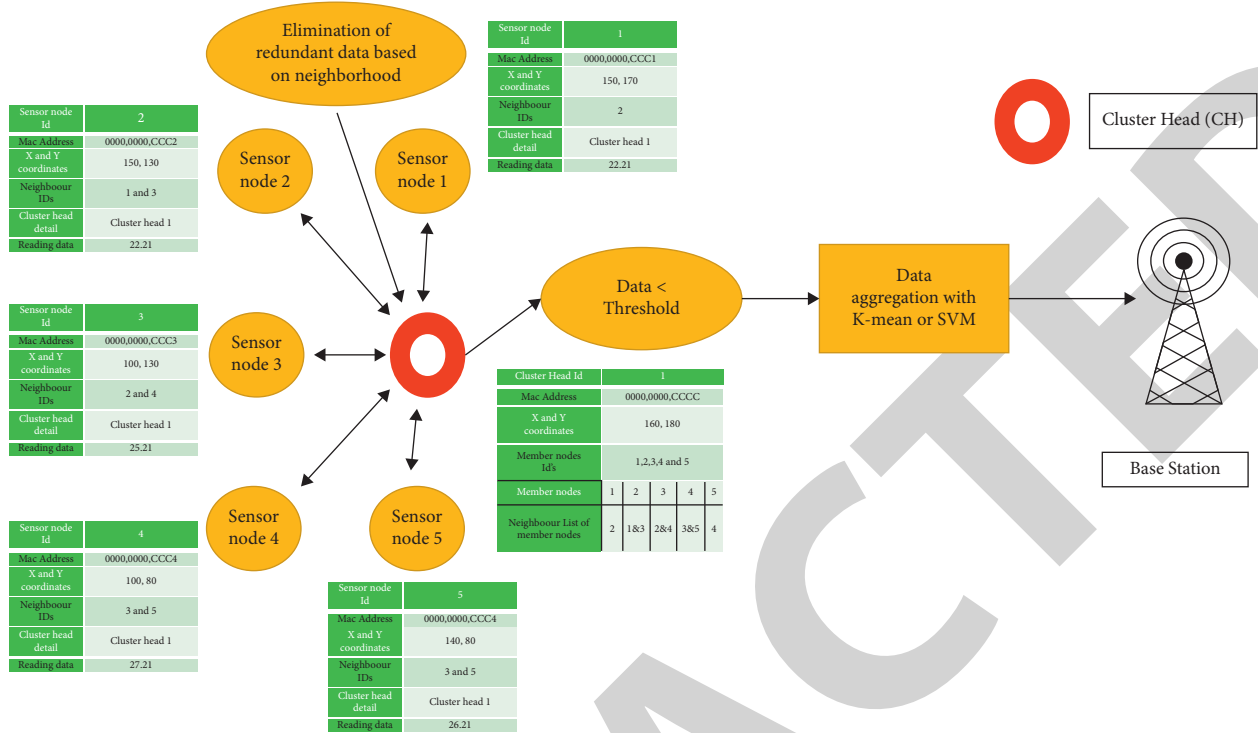 Elimination of
redundant data based
on neighborhood
Sensor node
Id
1
Mac Address
0000,0000,CCC1
X and Y
coordinates
150, 170
Neighboour
IDs
2
Cluster head
detail
Cluster head 1
Reading data
22.21
Cluster Head (CH)
Sensor node
Id
2
Mac Address
0000,0000,CCC2
X and Y
coordinates
150, 130
Neighboour
IDs
1 and 3
Cluster head
detail
Cluster head 1
Reading data
22.21
Sensor
node 2
Sensor
node 1
Data <
Threshold
Data
aggregation with
K-mean or SVM
Base Station
Sensor node
Id
3
Mac Address
0000,0000,CCC3
X and Y
coordinates
100, 130
Neighboour
IDs
2 and 4
Cluster head
detail
Cluster head 1
Reading data
25.21
Sensor
node 3
Cluster Head Id
1
Mac Address
0000,0000,CCCC
X and Y
coordinates
160, 180
Member nodes
Id's
1,2,3,4 and 5
Member nodes
1 2 3 4 5
Neighboour List of
member nodes
2 1&3 2&4 3&5 4
Sensor
node 4
Sensor
node 5
Sensor node
Id
4
Mac Address
0000,0000,CCC4
X and Y
coordinates
100, 80
Neighboour
IDs
3 and 5
Cluster head
detail
Cluster head 1
Reading data
27.21
Sensor node
Id
5
Mac Address
0000,0000,CCC4
X and Y
coordinates
140, 80
Neighboour
IDs
3 and 5
Cluster head
detail
Cluster head 1
Reading data
26.21
ACTED